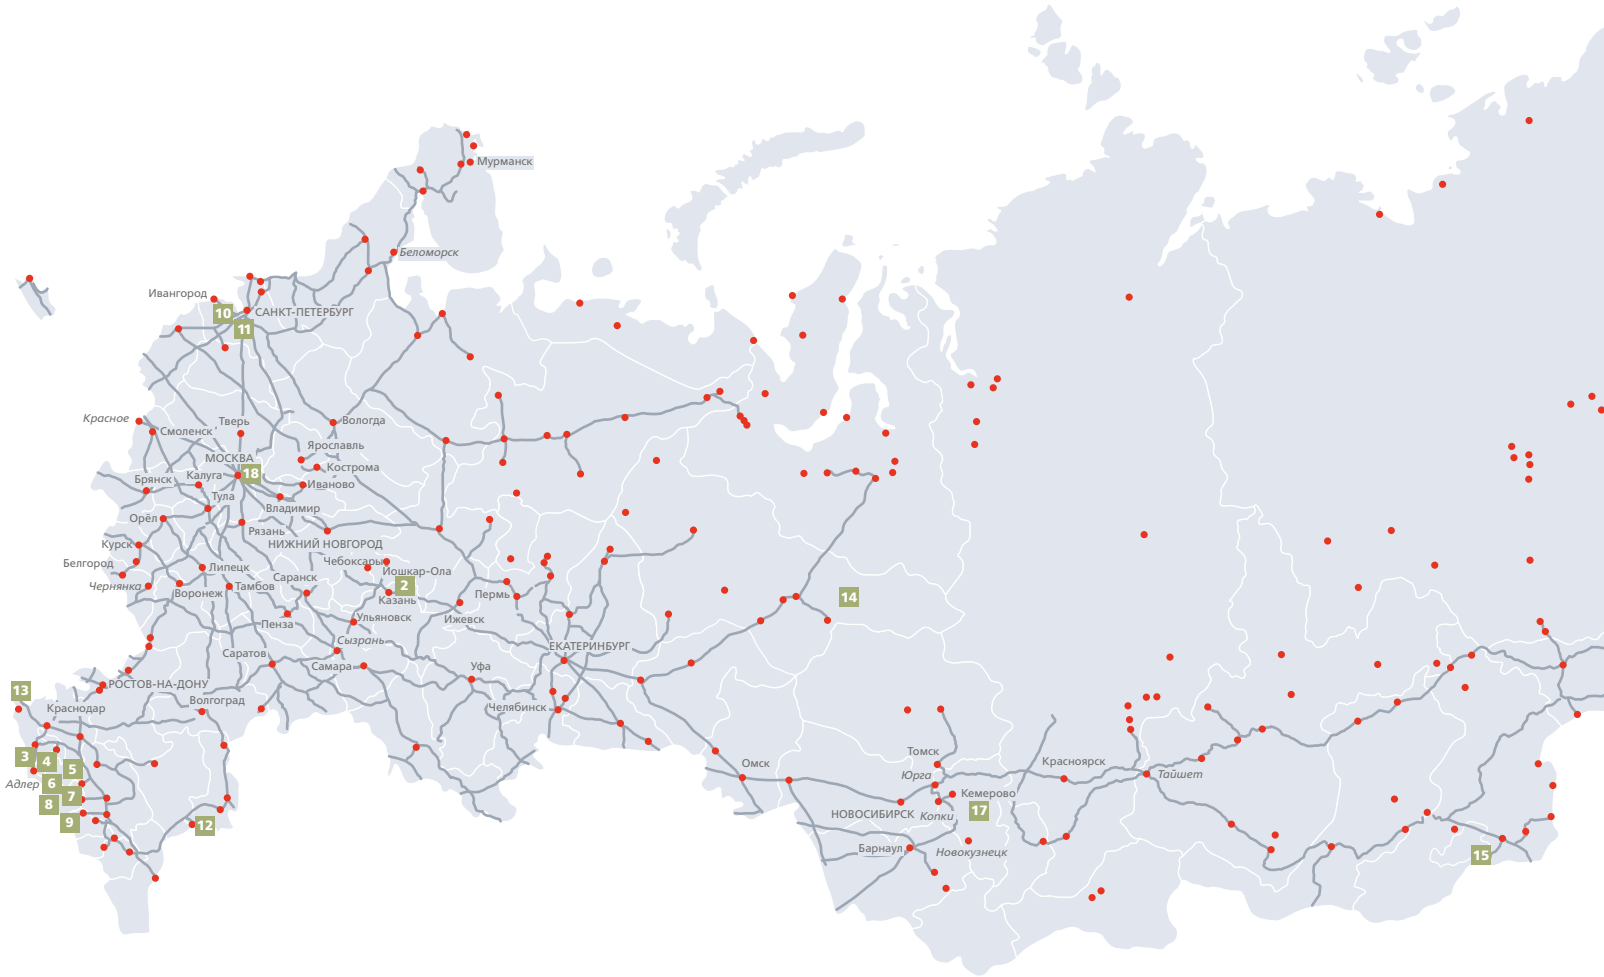 Мурманск
Беломорск
Ивангород
10
САНКТ-ПЕТЕРБУРГ
11
Красное
Тверь
Вологда
Смоленск
Ярославль
МОСКВА
18
Кострома
Брянск
Калуга
Иваново
Тула
Владимир
Орёл
Рязань
Курск
НИЖНИЙ НОВГОРОД
Белгород
Чебоксары
Липецк
Йошкар-Ола
Чернянка
Саранск
2
Воронеж
Тамбов
Казань
Пермь
14
Пенза
Ульяновск
Ижевск
Сызрань
ЕКАТЕРИНБУРГ
Саратов
Самара
Уфа
13
РОСТОВ-НА-ДОНУ
Волгоград
Краснодар
Челябинск
3
4
5
Томск
Омск
Красноярск
Тайшет
Адлер
6
Юрга
7
Кемерово
8
НОВОСИБИРСК
Копки
17
9
12
Барнаул
Новокузнецк
15